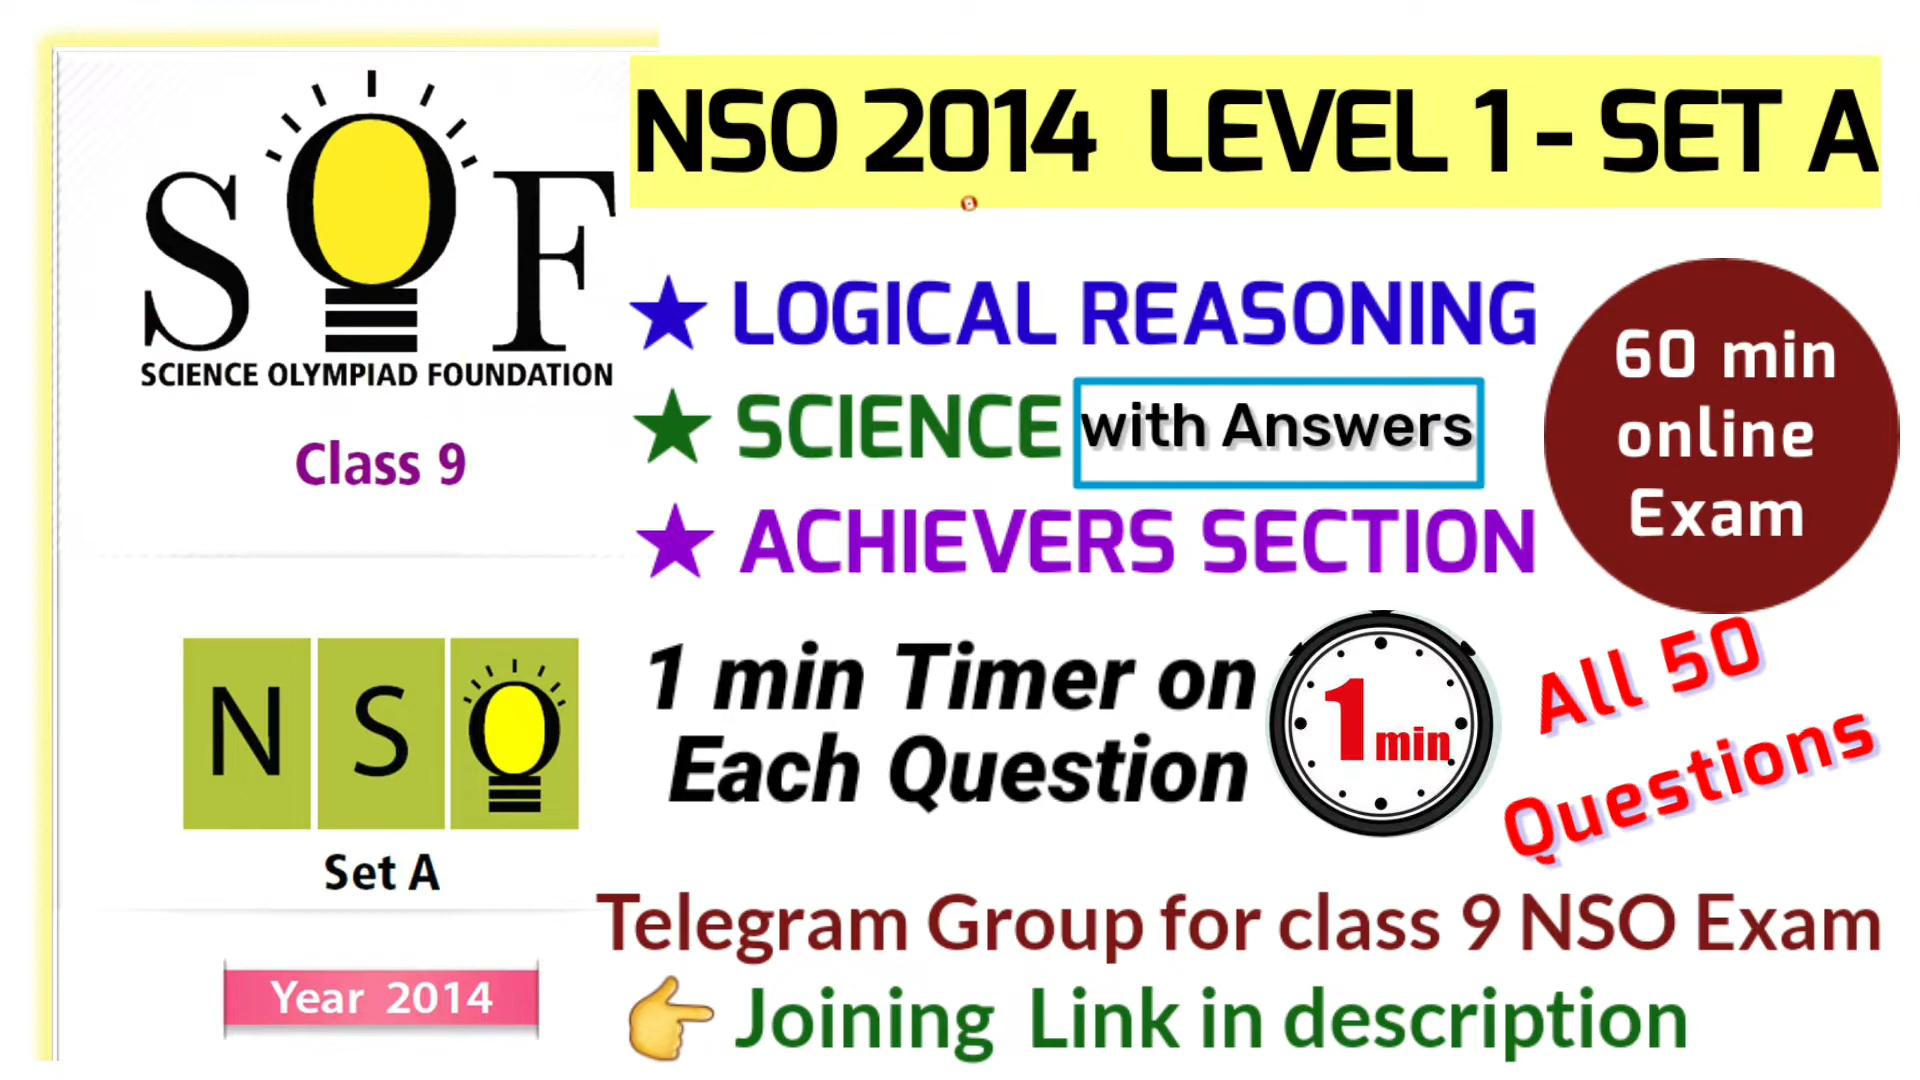 SOF
SCIENCE OLYMPIAD FOUNDATION
Class 9
NSO
Set A
Year 2014
NSO 2014 LEVEL 1 - SET A
★ LOGICAL REASONING
★ SCIENCE with Answers
★ ACHIEVERS SECTION
60 min
online
Exam
1 min Timer on
Each Question
1 min
All 50
Questions
Telegram Group for class 9 NSO Exam
👉 Joining Link in description